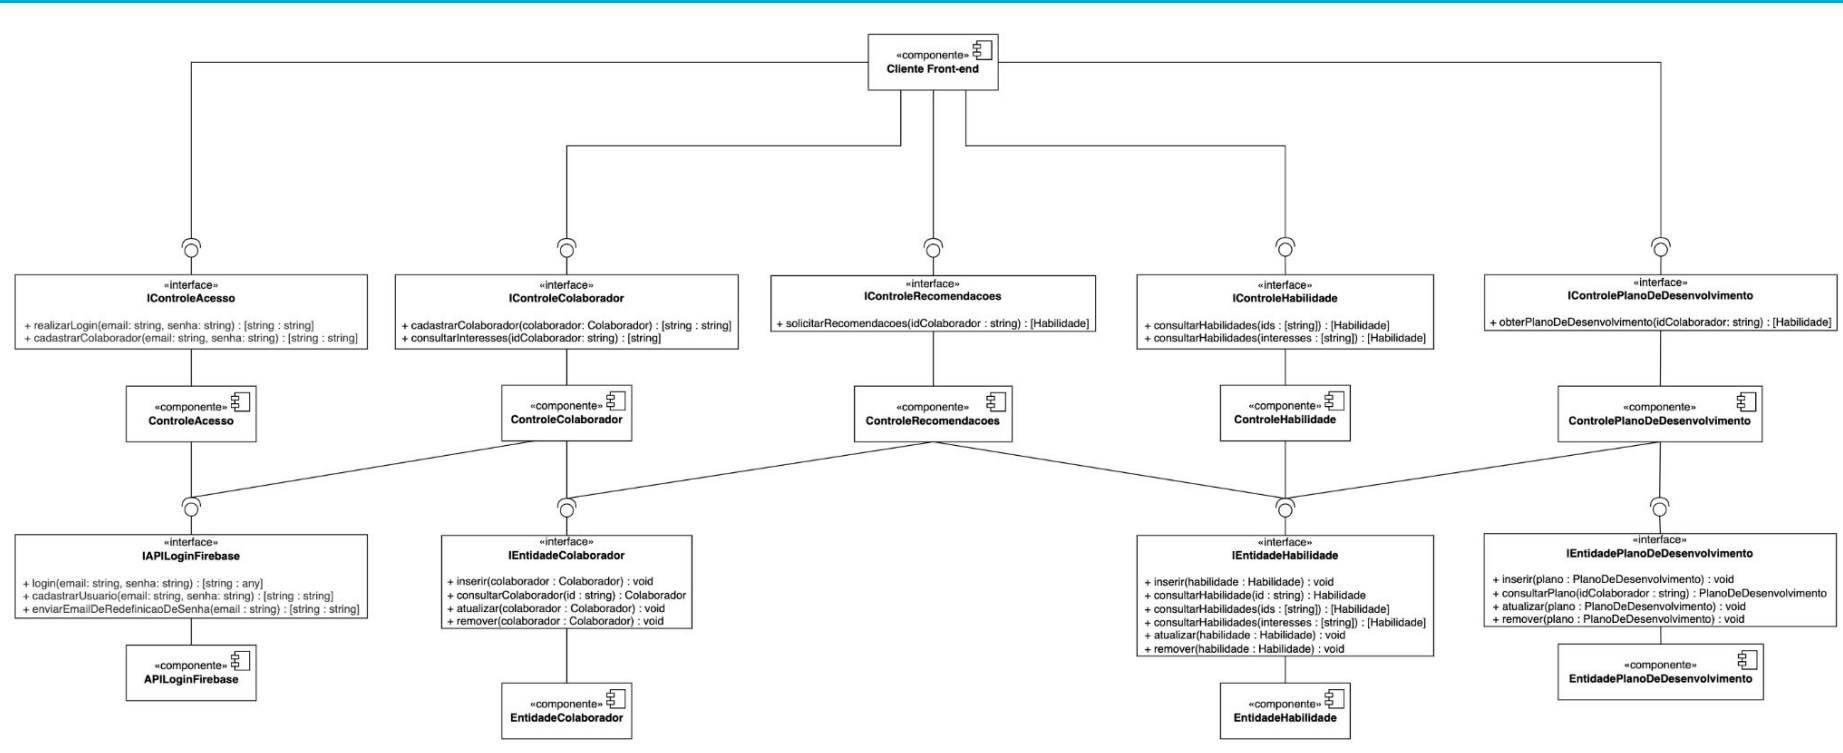 «componente»
Cliente Front-end
«interface»
IControleAcesso
+ realizarLogin(email: string, senha: string) : [string : string]
+ cadastrarColaborador(email: string, senha: string) : [string : string]
«interface»
IControleColaborador
+ cadastrarColaborador(colaborador: Colaborador) : [string : string]
+ consultarInteresses(idColaborador: string) : [string]
«interface»
IControleRecomendacoes
+ solicitarRecomendacoes(idColaborador : string) : [Habilidade]
«interface»
IControleHabilidade
+ consultarHabilidades(ids : [string]) : [Habilidade]
+ consultarHabilidades(interesses : [string]) : [Habilidade]
«interface»
IControlePlanoDeDesenvolvimento
+ obterPlanoDeDesenvolvimento(idColaborador: string) : [Habilidade]
«componente»
ControleAcesso
«componente»
ControleColaborador
«componente»
ControleRecomendacoes
«componente»
ControleHabilidade
«componente»
ControlePlanoDeDesenvolvimento
«interface»
IAPILoginFirebase
+ login(email: string, senha: string) : [string : any]
+ cadastrarUsuario(email: string, senha: string) : [string : string]
+ enviarEmailDeRedefinicaoDeSenha(email : string) : [string : string]
«interface»
IEntidadeColaborador
+ inserir(colaborador : Colaborador) : void
+ consultarColaborador(id : string) : Colaborador
+ atualizar(colaborador : Colaborador) : void
+ remover(colaborador : Colaborador) : void
«interface»
IEntidadeHabilidade
+ inserir(habilidade : Habilidade) : void
+ consultarHabilidade(id : string) : Habilidade
+ consultarHabilidades(ids : [string]) : [Habilidade]
+ consultarHabilidades(interesses : [string]) : [Habilidade]
+ atualizar(habilidade : Habilidade) : void
+ remover(habilidade : Habilidade) : void
«interface»
IEntidadePlanoDeDesenvolvimento
+ inserir(plano : PlanoDeDesenvolvimento) : void
+ consultarPlano(idColaborador : string) : PlanoDeDesenvolvimento
+ atualizar(plano : PlanoDeDesenvolvimento) : void
+ remover(plano : PlanoDeDesenvolvimento) : void
«componente»
APILoginFirebase
«componente»
EntidadeColaborador
«componente»
EntidadeHabilidade
«componente»
EntidadePlanoDeDesenvolvimento